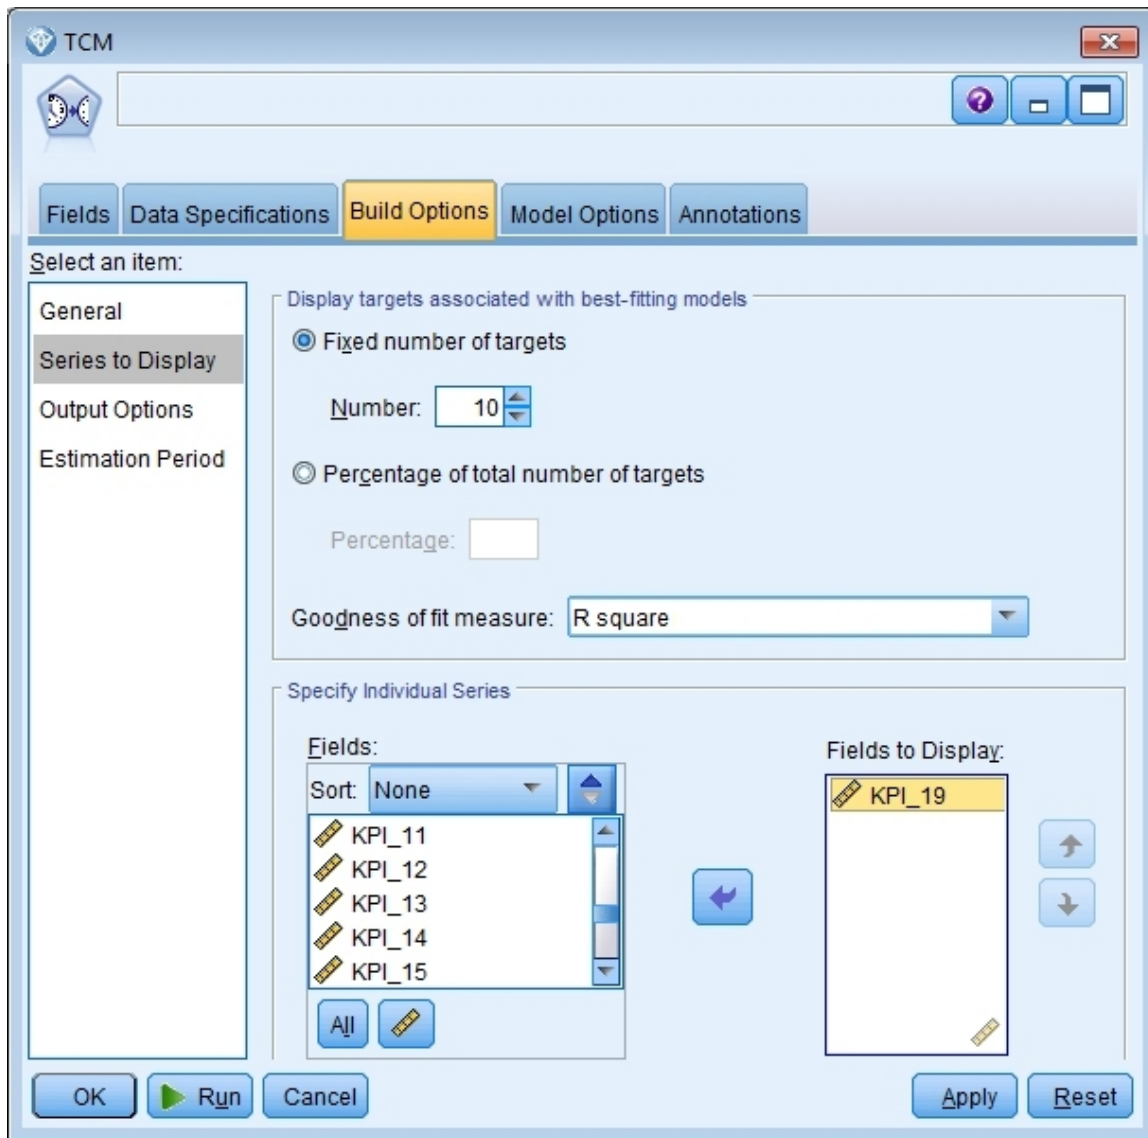 TCM
Fields
Data Specifications
Build Options
Model Options
Annotations
Select an item:
General
Series to Display
Output Options
Estimation Period
Display targets associated with best-fitting models
Fixed number of targets
Number: 10
Percentage of total number of targets
Percentage:
Goodness of fit measure: R square
Specify Individual Series
Fields:
Sort: None
KPI_11
KPI_12
KPI_13
KPI_14
KPI_15
All
Fields to Display:
KPI_19
OK
Run
Cancel
Apply
Reset